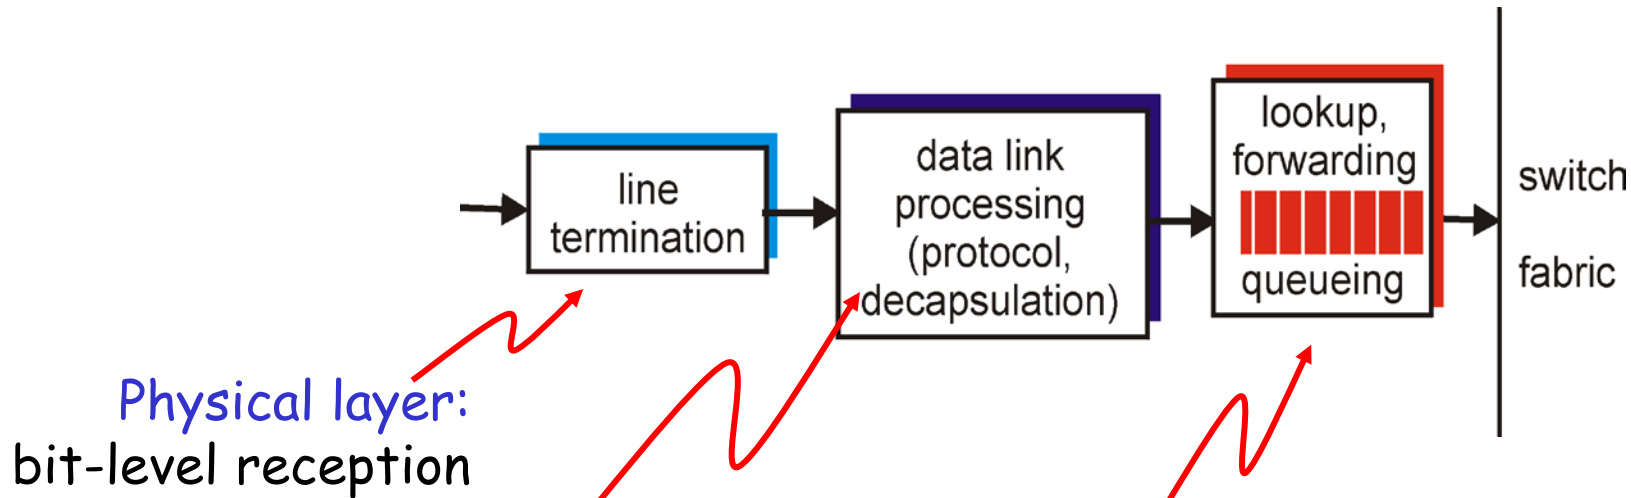 line
termination
data link
processing
(protocol,
decapsulation)
lookup,
forwarding
queueing
switch
fabric
Physical layer:
bit-level reception